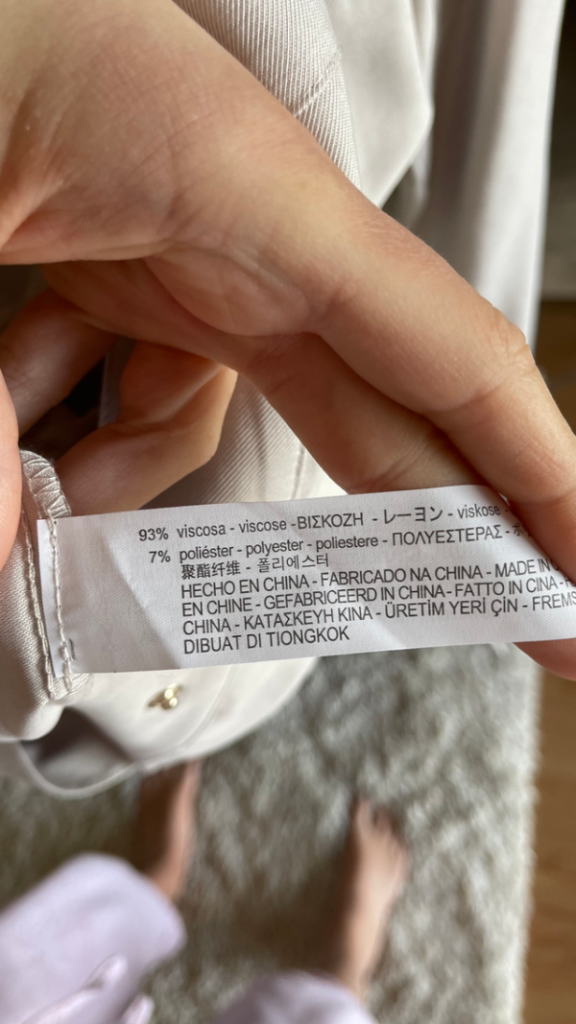 93% viscosa - viscose -ΒΙΣΚΟΖΗ - レーヨン - viskose -
7% poliéster - polyester - poliestere - ΠΟΛΥΕΣΤΕΡΑΣ -
聚酯纤维 - 폴리에스터
HECHO EN CHINA - FABRICADO NA CHINA - MADE IN
EN CHINE - GEFABRICEERD IN CHINA - FATTO IN CINA -
CHINA - ΚΑΤΑΣΚΕΥΗ ΚΙΝΑ - ÜRETİM YERİ ÇİN - FREMS
DIBUAT DI TIONGKOK